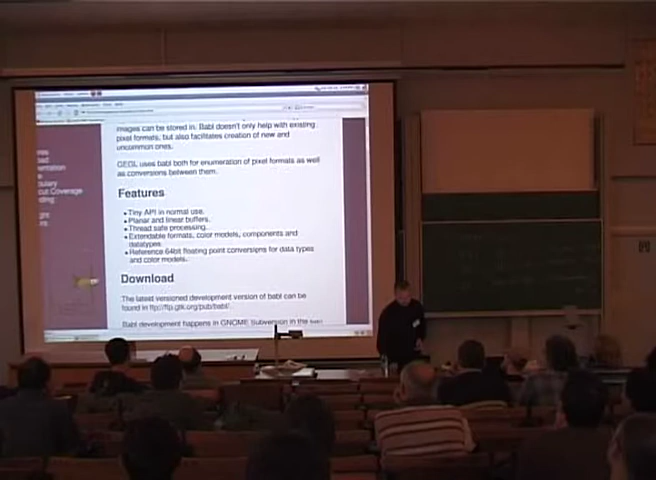 images can be stored in. Babl doesn't only help with existing
pixel formats, but also facilitates creation of new and
uncommon ones.
GEGL uses babl both for enumeration of pixel formats as well
as conversions between them.
Features
• Tiny API in normal use.
• Planar and linear buffers.
• Thread safe processing.
• Extendable formats, color models, components and
datatypes.
• Reference 64bit floating point conversions for data types
and color models.
Download
The latest versioned development version of babl can be
found in ftp://ftp.gtk.org/pub/babl/.
Babl development happens in GNOME Subversion in the babl